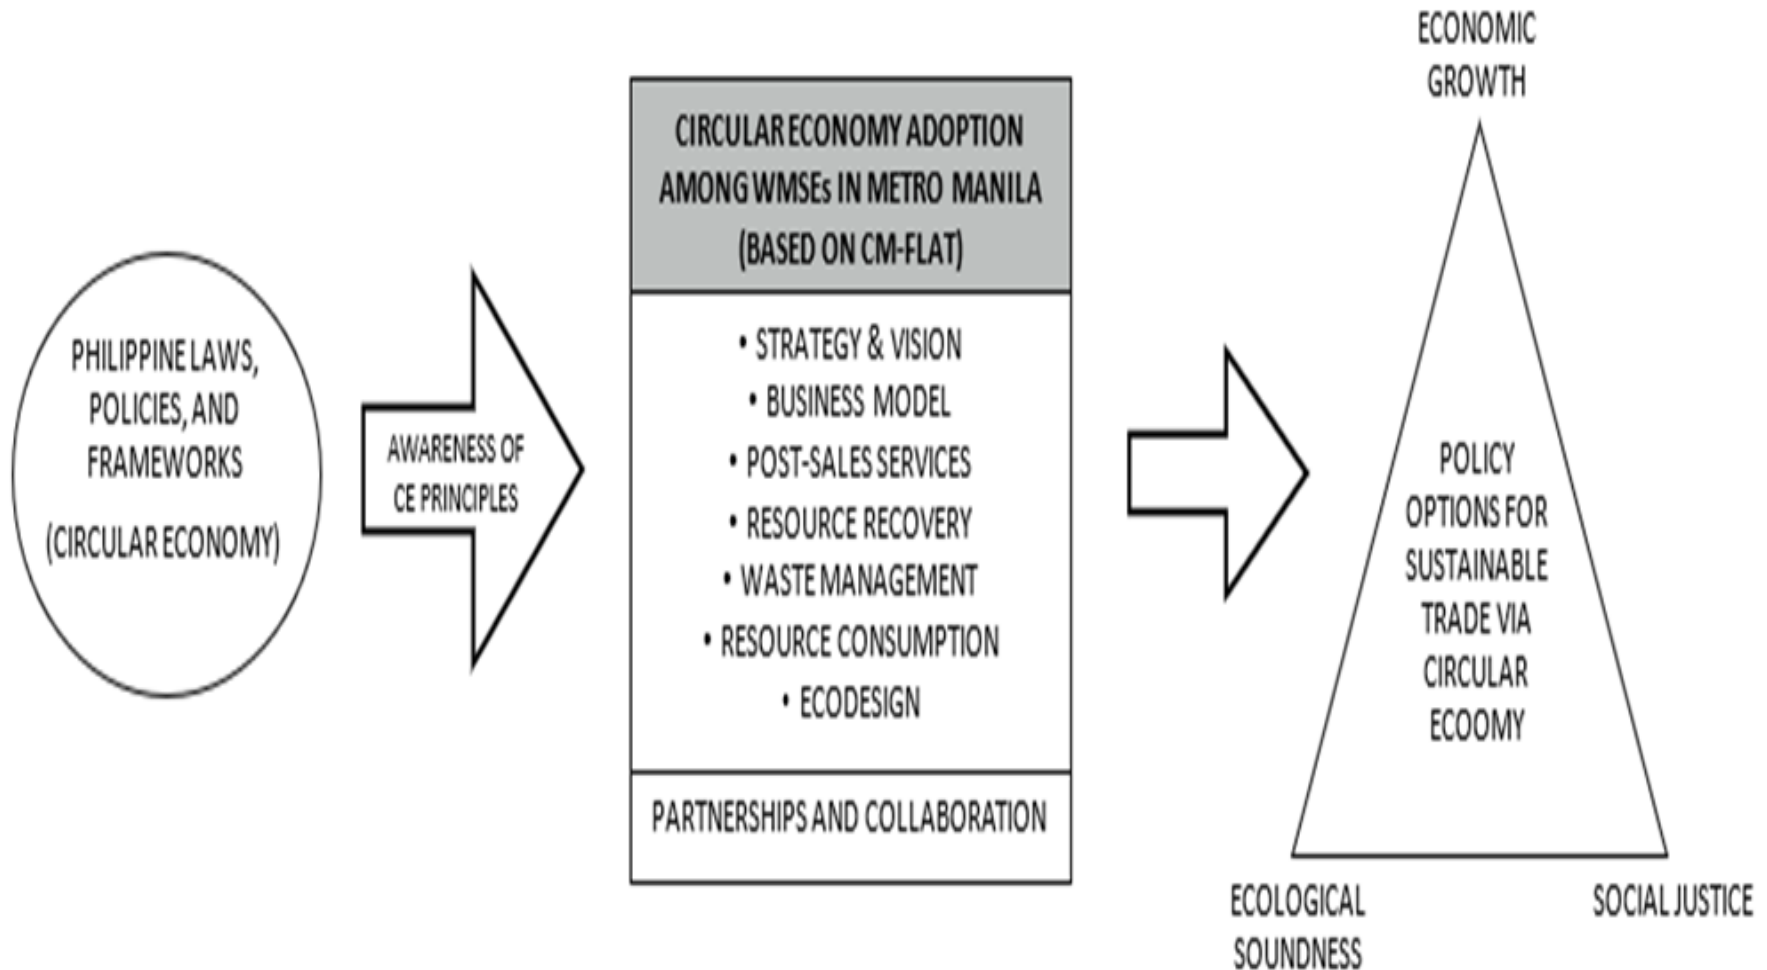 PHILIPPINE LAWS,
POLICIES, AND
FRAMEWORKS
(CIRCULAR ECONOMY)
AWARENESS OF
CE PRINCIPLES
CIRCULAR ECONOMY ADOPTION
AMONG WMSEs IN METRO MANILA
(BASED ON CM-FLAT)
• STRATEGY & VISION
• BUSINESS MODEL
• POST-SALES SERVICES
• RESOURCE RECOVERY
• WASTE MANAGEMENT
• RESOURCE CONSUMPTION
• ECODESIGN
PARTNERSHIPS AND COLLABORATION
ECONOMIC
GROWTH
POLICY
OPTIONS FOR
SUSTAINABLE
TRADE VIA
CIRCULAR
ECOOMY
ECOLOGICAL
SOUNDNESS
SOCIAL JUSTICE